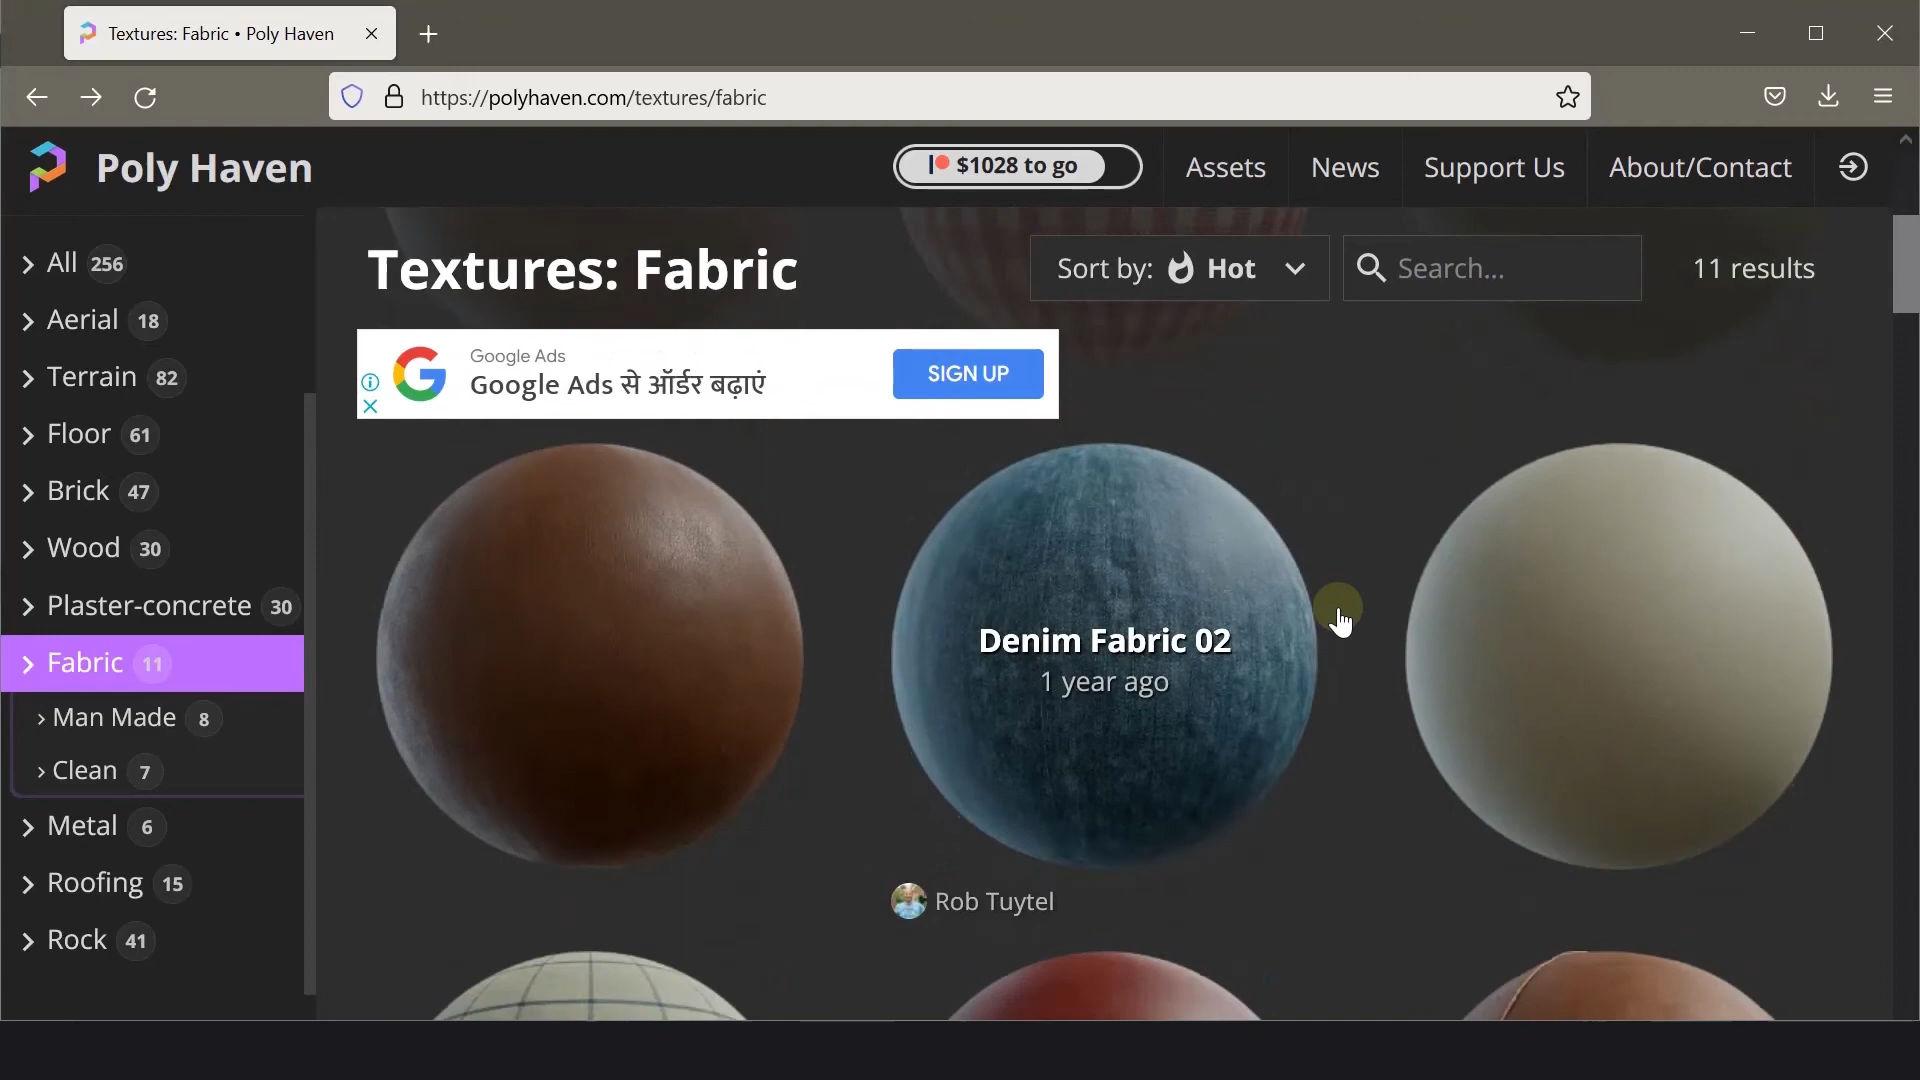 Textures: Fabric • Poly Haven
https://polyhaven.com/textures/fabric
Poly Haven
$1028 to go
Assets
News
Support Us
About/Contact
All 256
Aerial 18
Terrain 82
Floor 61
Brick 47
Wood 30
Plaster-concrete 30
Fabric 11
Man Made 8
Clean 7
Metal 6
Roofing 15
Rock 41
Textures: Fabric
Sort by: Hot
Search...
11 results
Google Ads
Google Ads से ऑर्डर बढ़ाएं
SIGN UP
Denim Fabric 02
1 year ago
Rob Tuytel